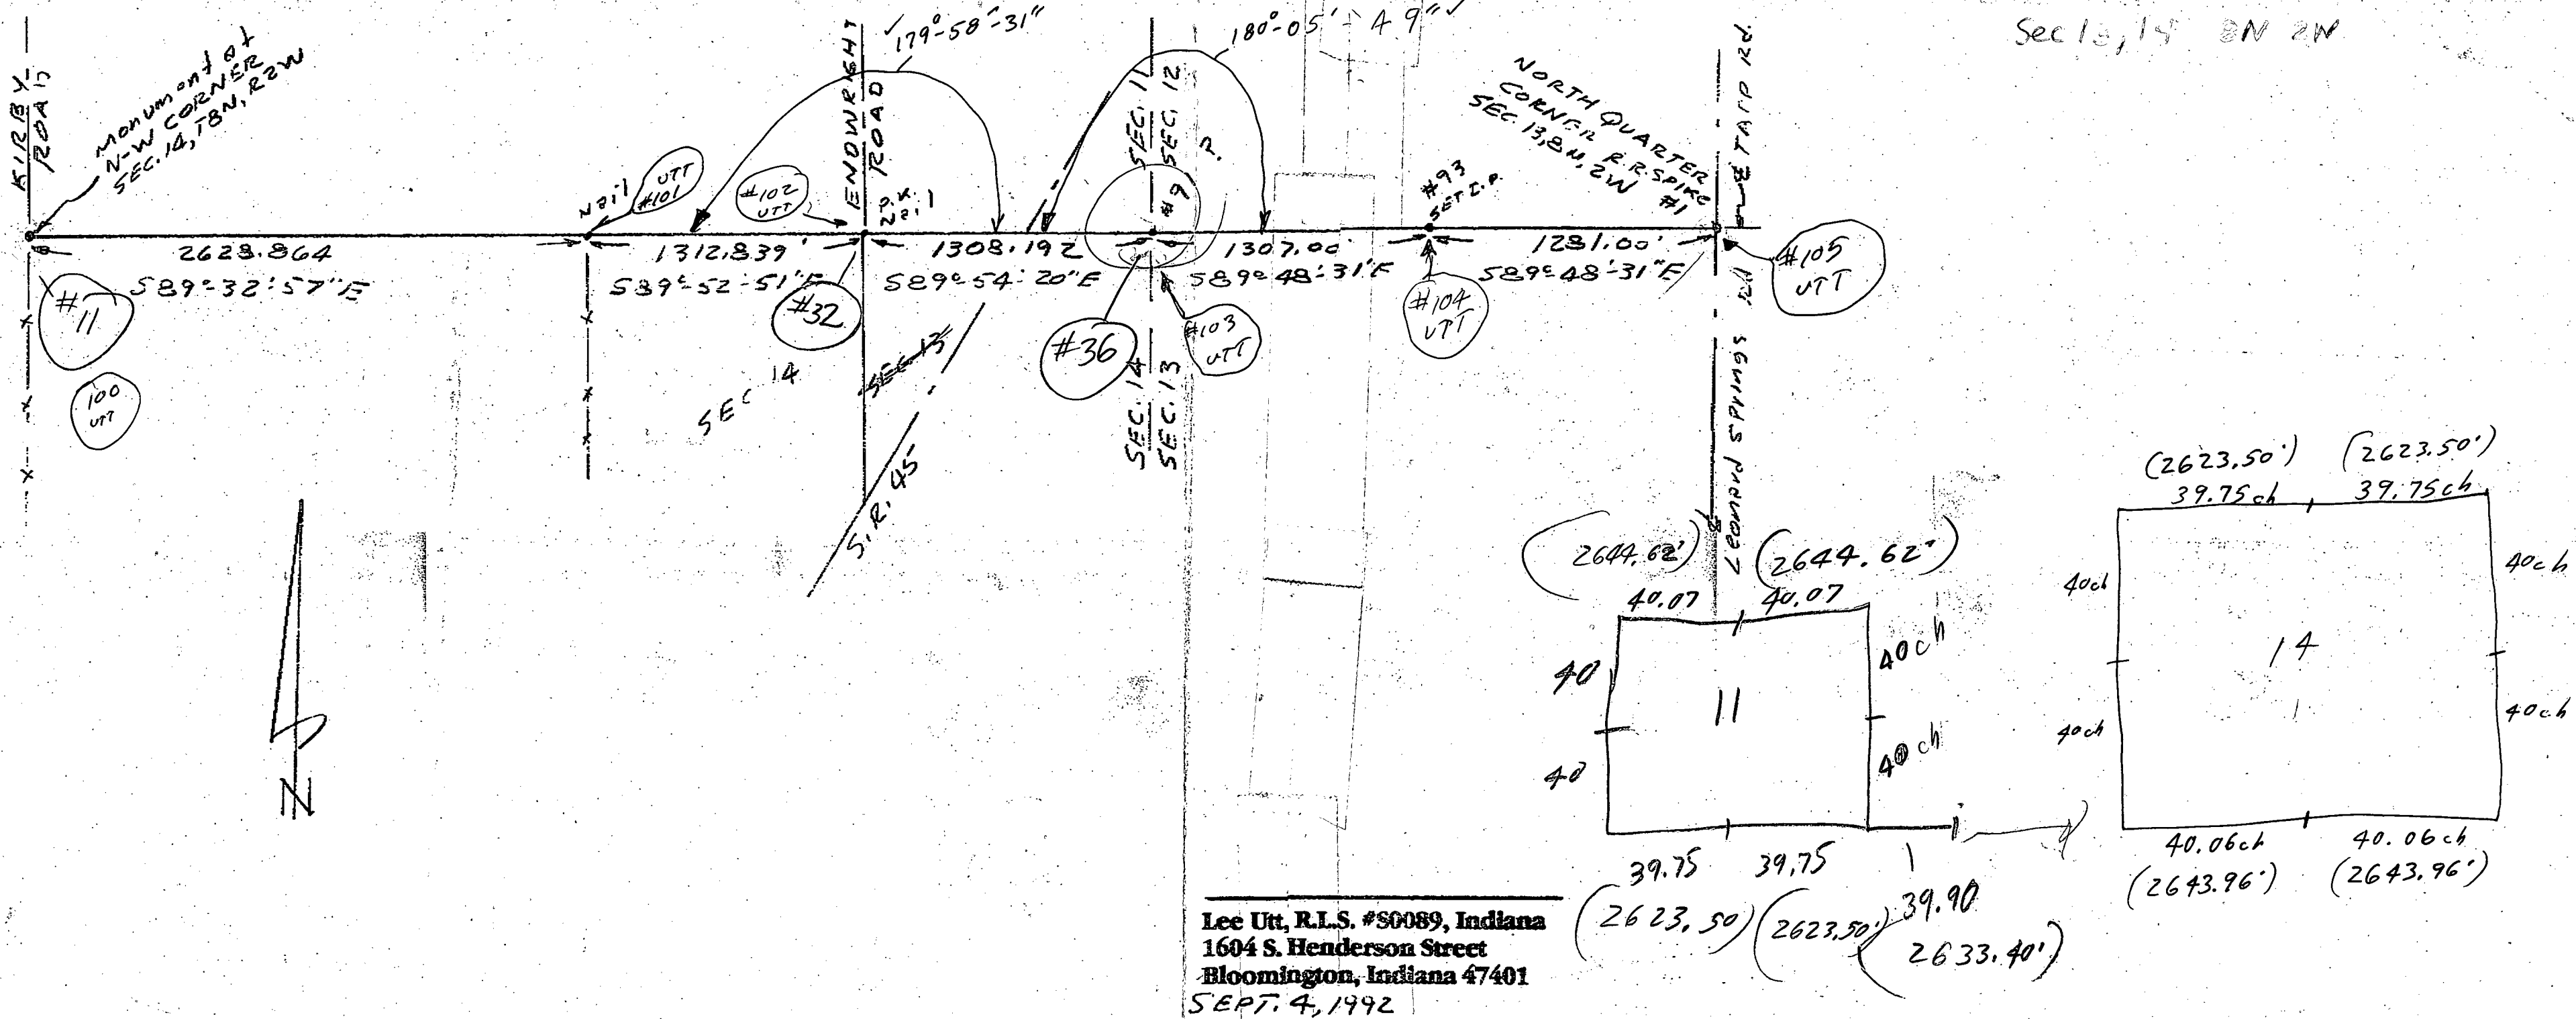 179°-58'-31"
180°-05'-49"
Sec 13, 14 8N 2W
KIRBY
ROAD
monument at
N-W CORNER
SEC. 14, T8N, R2W
Nail
UTT
#101
#102
UTT
ENDWRIGHT
ROAD
P.K.
Nail
SEC. 11
SEC. 12
#9
?
#93
SET I.P.
NORTH QUARTER
CORNER R.R. SPIKE
SEC. 13, 8N, 2W #1
TAPP RD.
2628.864
S89°-32'-57"E
1312.839'
S89°-52'-51"E
1308.192
S89°-54'-20"E
1307.00'
S89°-48'-31"E
1281.00'
S89°-48'-31"E
#11
100
UTT
#32
#36
#103
UTT
#104
UTT
#105
UTT
LEONARD SPRINGS Rd
SEC 14
SEC 13
SEC. 14
SEC. 13
S.R. 45
N
(2644.62') (2644.62')
40.07 40.07
40
40ch
11
40
40ch
39.75 39.75
39.90
(2623.50) (2623.50') (2633.40')
(2623.50') (2623.50')
39.75ch 39.75ch
40ch
40ch
14
40ch
40ch
40.06ch 40.06ch
(2643.96') (2643.96')
Lee Utt, R.L.S. #S0089, Indiana
1604 S. Henderson Street
Bloomington, Indiana 47401
SEPT. 4, 1992